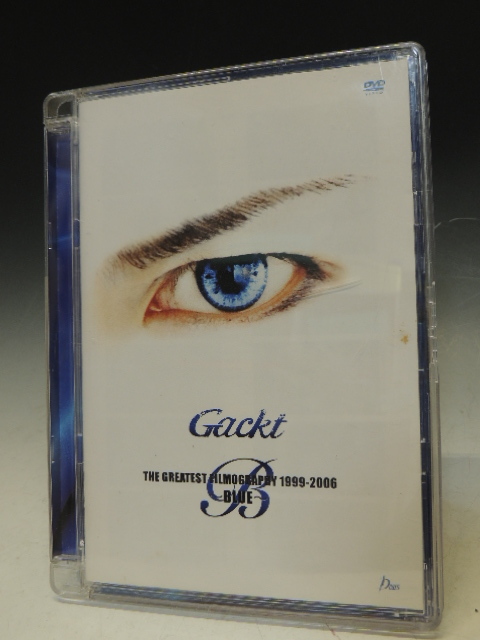 DVD
Gackt
THE GREATEST FILMOGRAPHY 1999-2006
B
-BLUE-